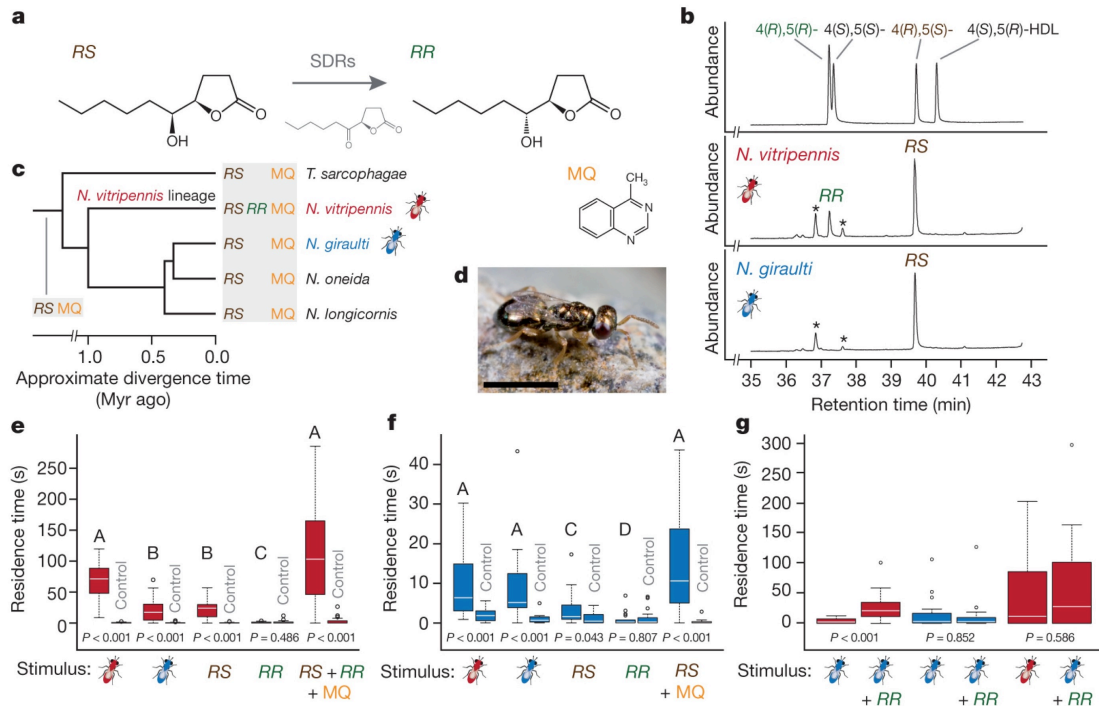 a
RS
SDRs
RR
OH
O
O
O
O
O
OH
O
O
b
4(R),5(R)- 4(S),5(S)- 4(R),5(S)- 4(S),5(R)-HDL
Abundance
N. vitripennis
RS
RR
* *
Abundance
N. giraulti
RS
* *
Abundance
35 36 37 38 39 40 41 42 43
Retention time (min)
c
RS MQ T. sarcophagae
N. vitripennis lineage
RS RR MQ N. vitripennis
RS MQ N. giraulti
RS MQ N. oneida
RS MQ N. longicornis
RS MQ
1.0 0.4 0.0
Approximate divergence time
(Myr ago)
MQ
CH3
N
N
d
e
Residence time (s)
250
200
150
100
50
0
A B B C A
Control Control Control Control Control
P < 0.001 P < 0.001 P < 0.001 P = 0.486 P < 0.001
Stimulus: RS RR RS + RR
+ MQ
f
Residence time (s)
40
30
20
10
0
A A C D A
Control Control Control Control Control
P < 0.001 P < 0.001 P = 0.043 P = 0.807 P < 0.001
Stimulus: RS RR RS
+ MQ
g
Residence time (s)
300
250
200
150
100
50
0
P < 0.001 P = 0.852 P = 0.586
Stimulus:
+ RR + RR + RR